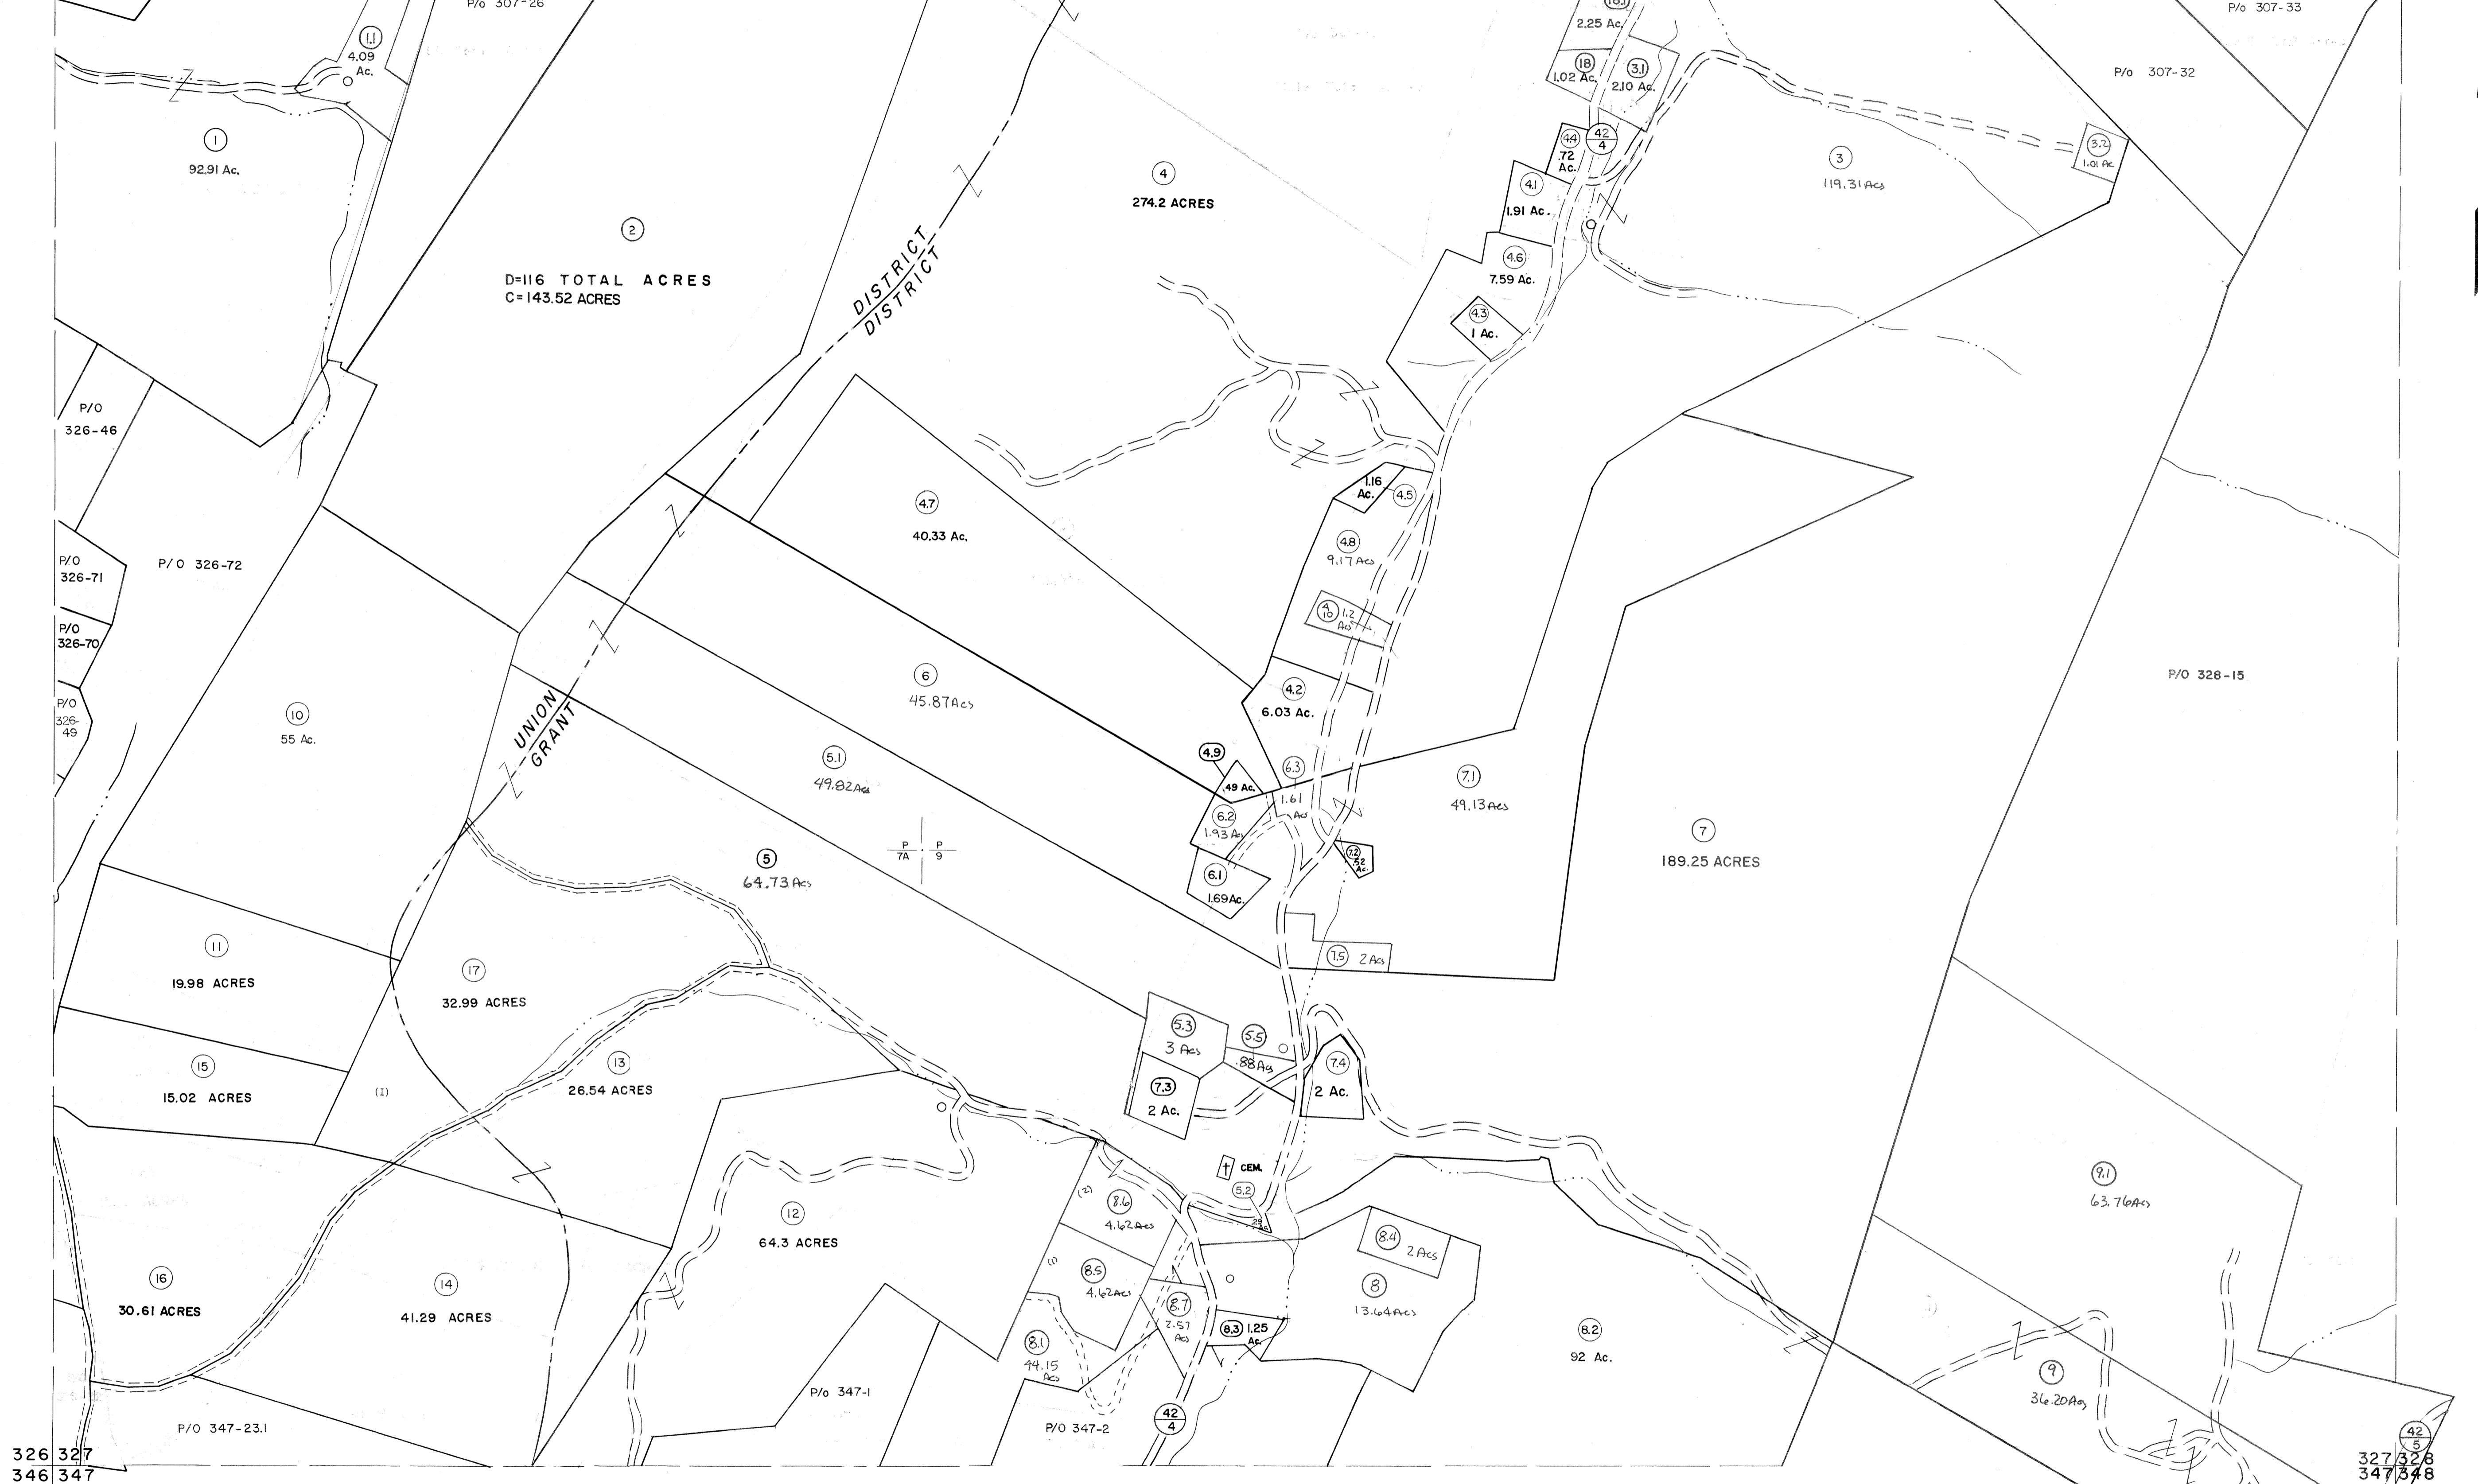 P/o 307-26
P/o 307-33
P/o 307-32
1.1
4.09
Ac.
1
92.91 Ac.
2
D=116 TOTAL ACRES
C=143.52 ACRES
DISTRICT
DISTRICT
4
274.2 ACRES
18.1
2.25 Ac.
18
1.02 Ac.
3.1
2.10 Ac.
4.4
.72
Ac.
42
4
4.1
1.91 Ac.
4.6
7.59 Ac.
4.3
1 Ac.
3
119.31 Acs
3.2
1.01 Ac
P/O
326-46
P/O
326-71
P/O 326-72
P/O
326-70
P/O
326-
49
4.7
40.33 Ac.
1.16
Ac.
4.5
4.8
9.17 Acs
4.10
1.2
Acs
6
45.87 Acs
4.2
6.03 Ac.
P/O 328-15
10
55 Ac.
UNION
GRANT
5.1
49.82 Acs
4.9
.49 Ac.
6.3
1.61
Acs
6.2
1.93 Acs
7.1
49.13 Acs
7
189.25 ACRES
P
7A
P
9
5
64.73 Acs
7.2
.52
Ac.
6.1
1.69 Ac.
7.5 2 Acs
11
19.98 ACRES
17
32.99 ACRES
15
15.02 ACRES
(1)
13
26.54 ACRES
5.3
3 Acs
5.5
.88 Acs
7.3
2 Ac.
7.4
2 Ac.
CEM.
5.2
12
64.3 ACRES
(2)
8.6
4.62 Acs
(1)
8.5
4.62 Acs
8.4 2 Acs
8
13.64 Acs
9.1
63.76 Acs
16
30.61 ACRES
14
41.29 ACRES
8.7
2.57
Acs
8.3 1.25
Ac.
8.1
44.15
Acs
8.2
92 Ac.
9
36.20 Acs
P/o 347-1
P/O 347-23.1
P/O 347-2
42
4
42
5
326 327
346 347
327 328
347 348